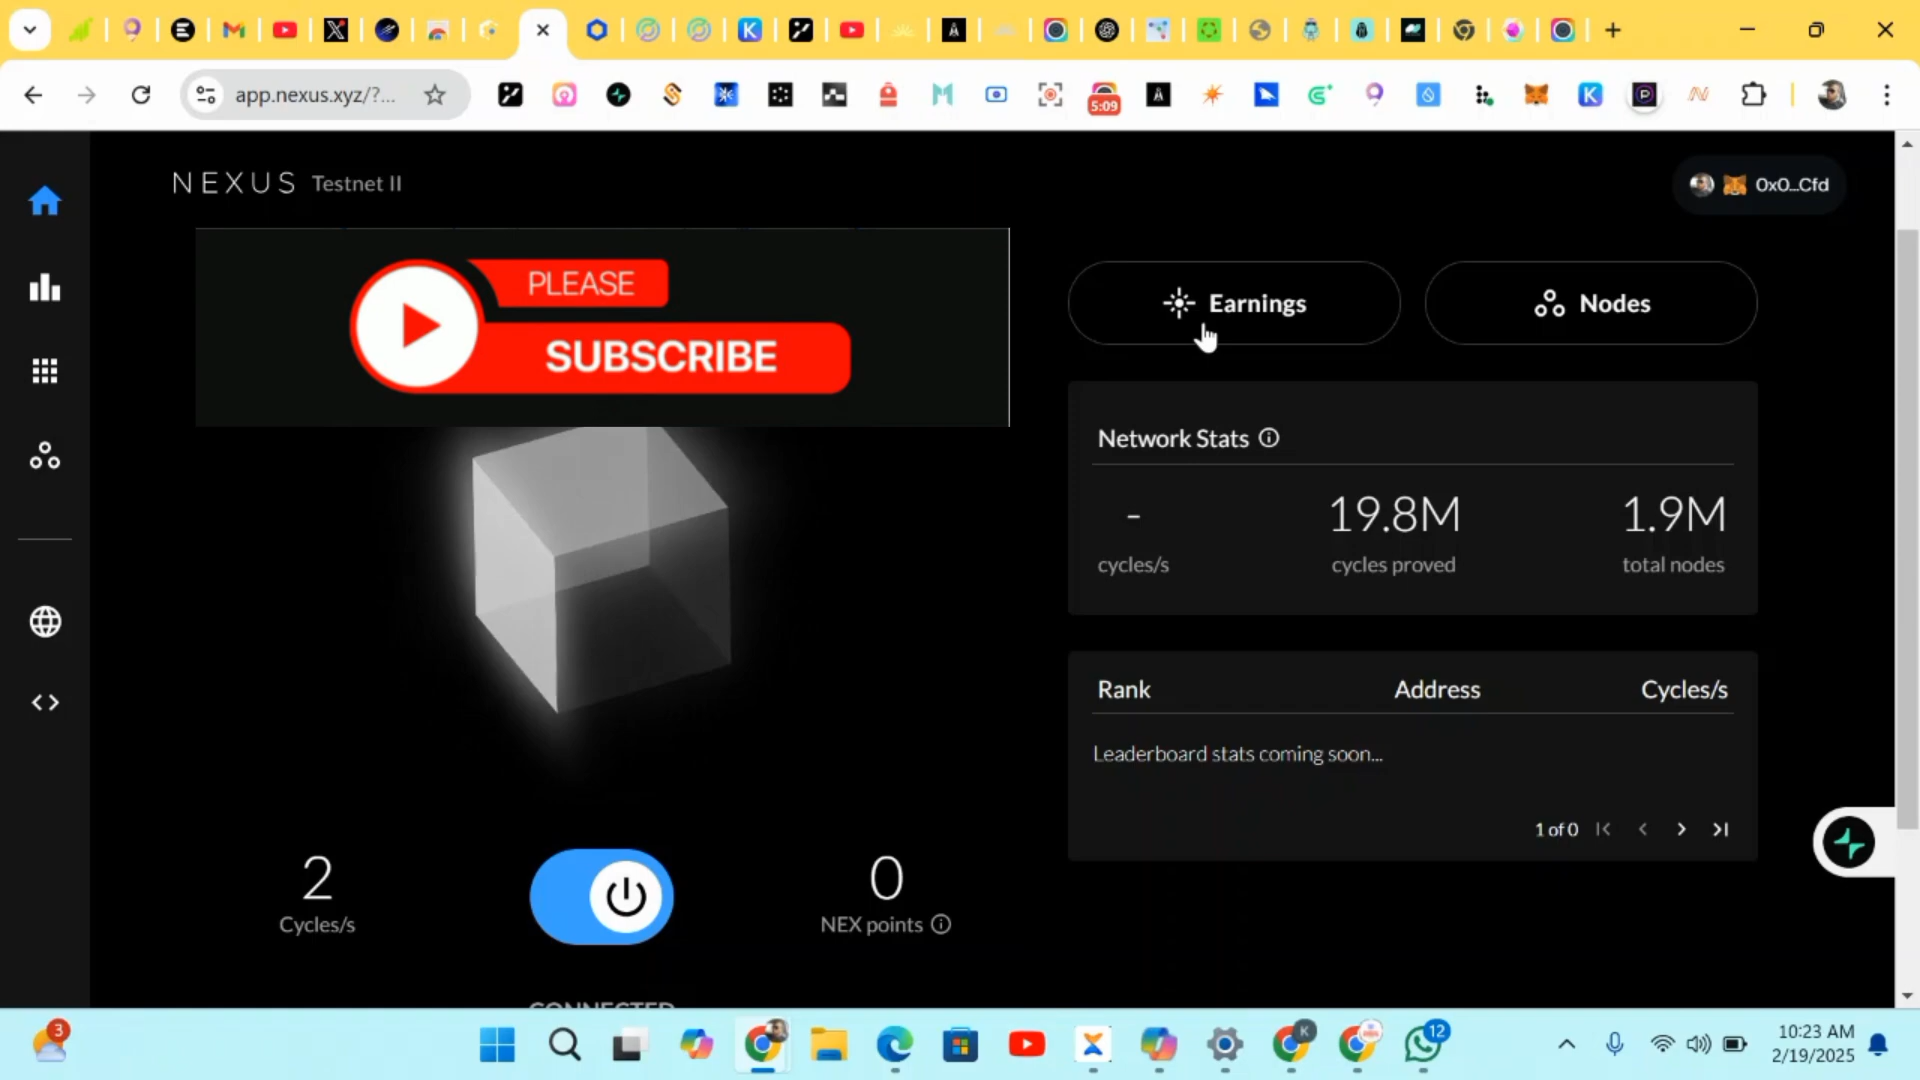 app.nexus.xyz/?...
5:09
NEXUS Testnet II
0x0...Cfd
PLEASE
SUBSCRIBE
Earnings
Nodes
Network Stats
-
cycles/s
19.8M
cycles proved
1.9M
total nodes
Rank Address Cycles/s
Leaderboard stats coming soon...
1 of 0
2
Cycles/s
0
NEX points
CONNECTED
3
K
12
10:23 AM
2/19/2025